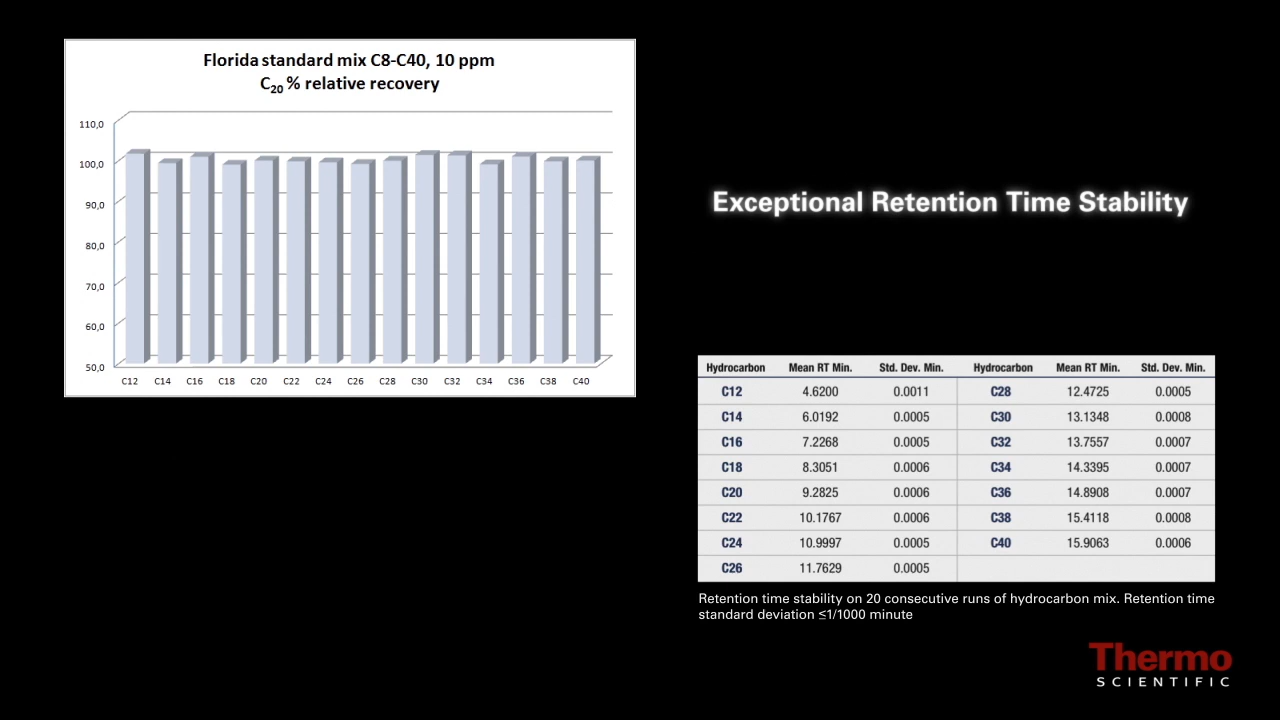 Florida standard mix C8-C40, 10 ppm
C20 % relative recovery
110,0
100,0
90,0
80,0
70,0
60,0
50,0
C12 C14 C16 C18 C20 C22 C24 C26 C28 C30 C32 C34 C36 C38 C40
Exceptional Retention Time Stability
Hydrocarbon Mean RT Min. Std. Dev. Min. Hydrocarbon Mean RT Min. Std. Dev. Min.
C12 4.6200 0.0011 C28 12.4725 0.0005
C14 6.0192 0.0005 C30 13.1348 0.0008
C16 7.2268 0.0005 C32 13.7557 0.0007
C18 8.3051 0.0006 C34 14.3395 0.0007
C20 9.2825 0.0006 C36 14.8908 0.0007
C22 10.1767 0.0006 C38 15.4118 0.0008
C24 10.9997 0.0005 C40 15.9063 0.0006
C26 11.7629 0.0005
Retention time stability on 20 consecutive runs of hydrocarbon mix. Retention time
standard deviation ≤1/1000 minute
Thermo
SCIENTIFIC